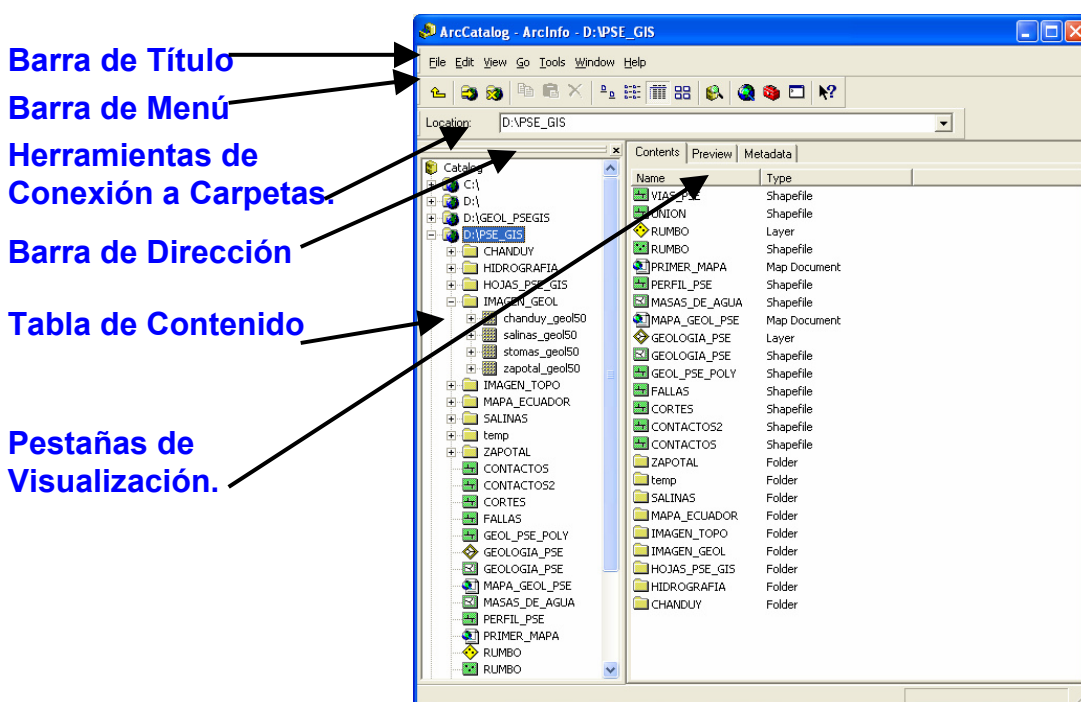 Barra de Título
Barra de Menú
Herramientas de
Conexión a Carpetas.
Barra de Dirección
Tabla de Contenido
Pestañas de
Visualización.
ArcCatalog - ArcInfo - D:\PSE_GIS
File Edit View Go Tools Window Help
Location: D:\PSE_GIS
Catalog
C:\
D:\
D:\GEOL_PSEGIS
D:\PSE_GIS
CHANDUY
HIDROGRAFIA
HOJAS_PSE_GIS
IMAGEN_GEOL
chanduy_geol50
salinas_geol50
stomas_geol50
zapotal_geol50
IMAGEN_TOPO
MAPA_ECUADOR
SALINAS
temp
ZAPOTAL
CONTACTOS
CONTACTOS2
CORTES
FALLAS
GEOL_PSE_POLY
GEOLOGIA_PSE
GEOLOGIA_PSE
MAPA_GEOL_PSE
MASAS_DE_AGUA
PERFIL_PSE
PRIMER_MAPA
RUMBO
RUMBO
Contents Preview Metadata
Name Type
VIAS_PSE Shapefile
UNION Shapefile
RUMBO Layer
RUMBO Shapefile
PRIMER_MAPA Map Document
PERFIL_PSE Shapefile
MASAS_DE_AGUA Shapefile
MAPA_GEOL_PSE Map Document
GEOLOGIA_PSE Layer
GEOLOGIA_PSE Shapefile
GEOL_PSE_POLY Shapefile
FALLAS Shapefile
CORTES Shapefile
CONTACTOS2 Shapefile
CONTACTOS Shapefile
ZAPOTAL Folder
temp Folder
SALINAS Folder
MAPA_ECUADOR Folder
IMAGEN_TOPO Folder
IMAGEN_GEOL Folder
HOJAS_PSE_GIS Folder
HIDROGRAFIA Folder
CHANDUY Folder